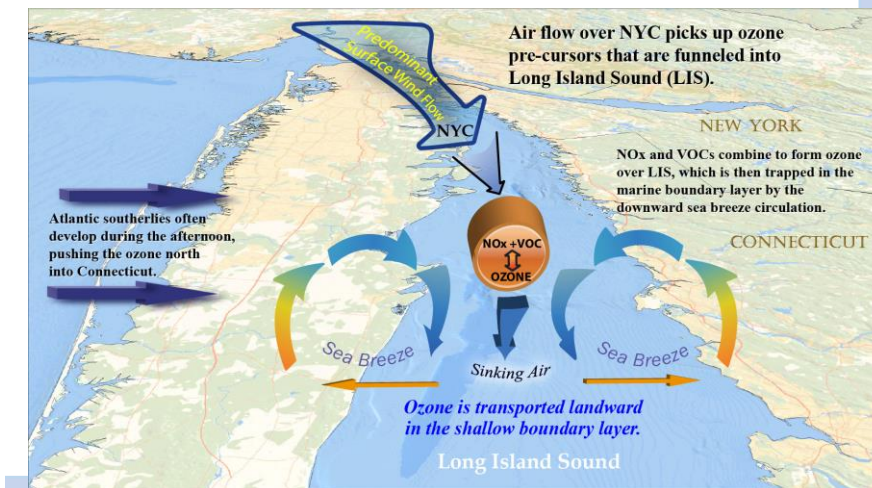 Air flow over NYC picks up ozone
pre-cursors that are funneled into
Long Island Sound (LIS).
Predominant
Surface Wind Flow
NYC
NEW YORK
NOx and VOCs combine to form ozone
over LIS, which is then trapped in the
marine boundary layer by the
downward sea breeze circulation.
CONNECTICUT
Atlantic southerlies often
develop during the afternoon,
pushing the ozone north
into Connecticut.
NOx +VOC
OZONE
Sea Breeze
Sinking Air
Sea Breeze
Ozone is transported landward
in the shallow boundary layer.
Long Island Sound